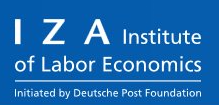 I Z A Institute
of Labor Economics
Initiated by Deutsche Post Foundation